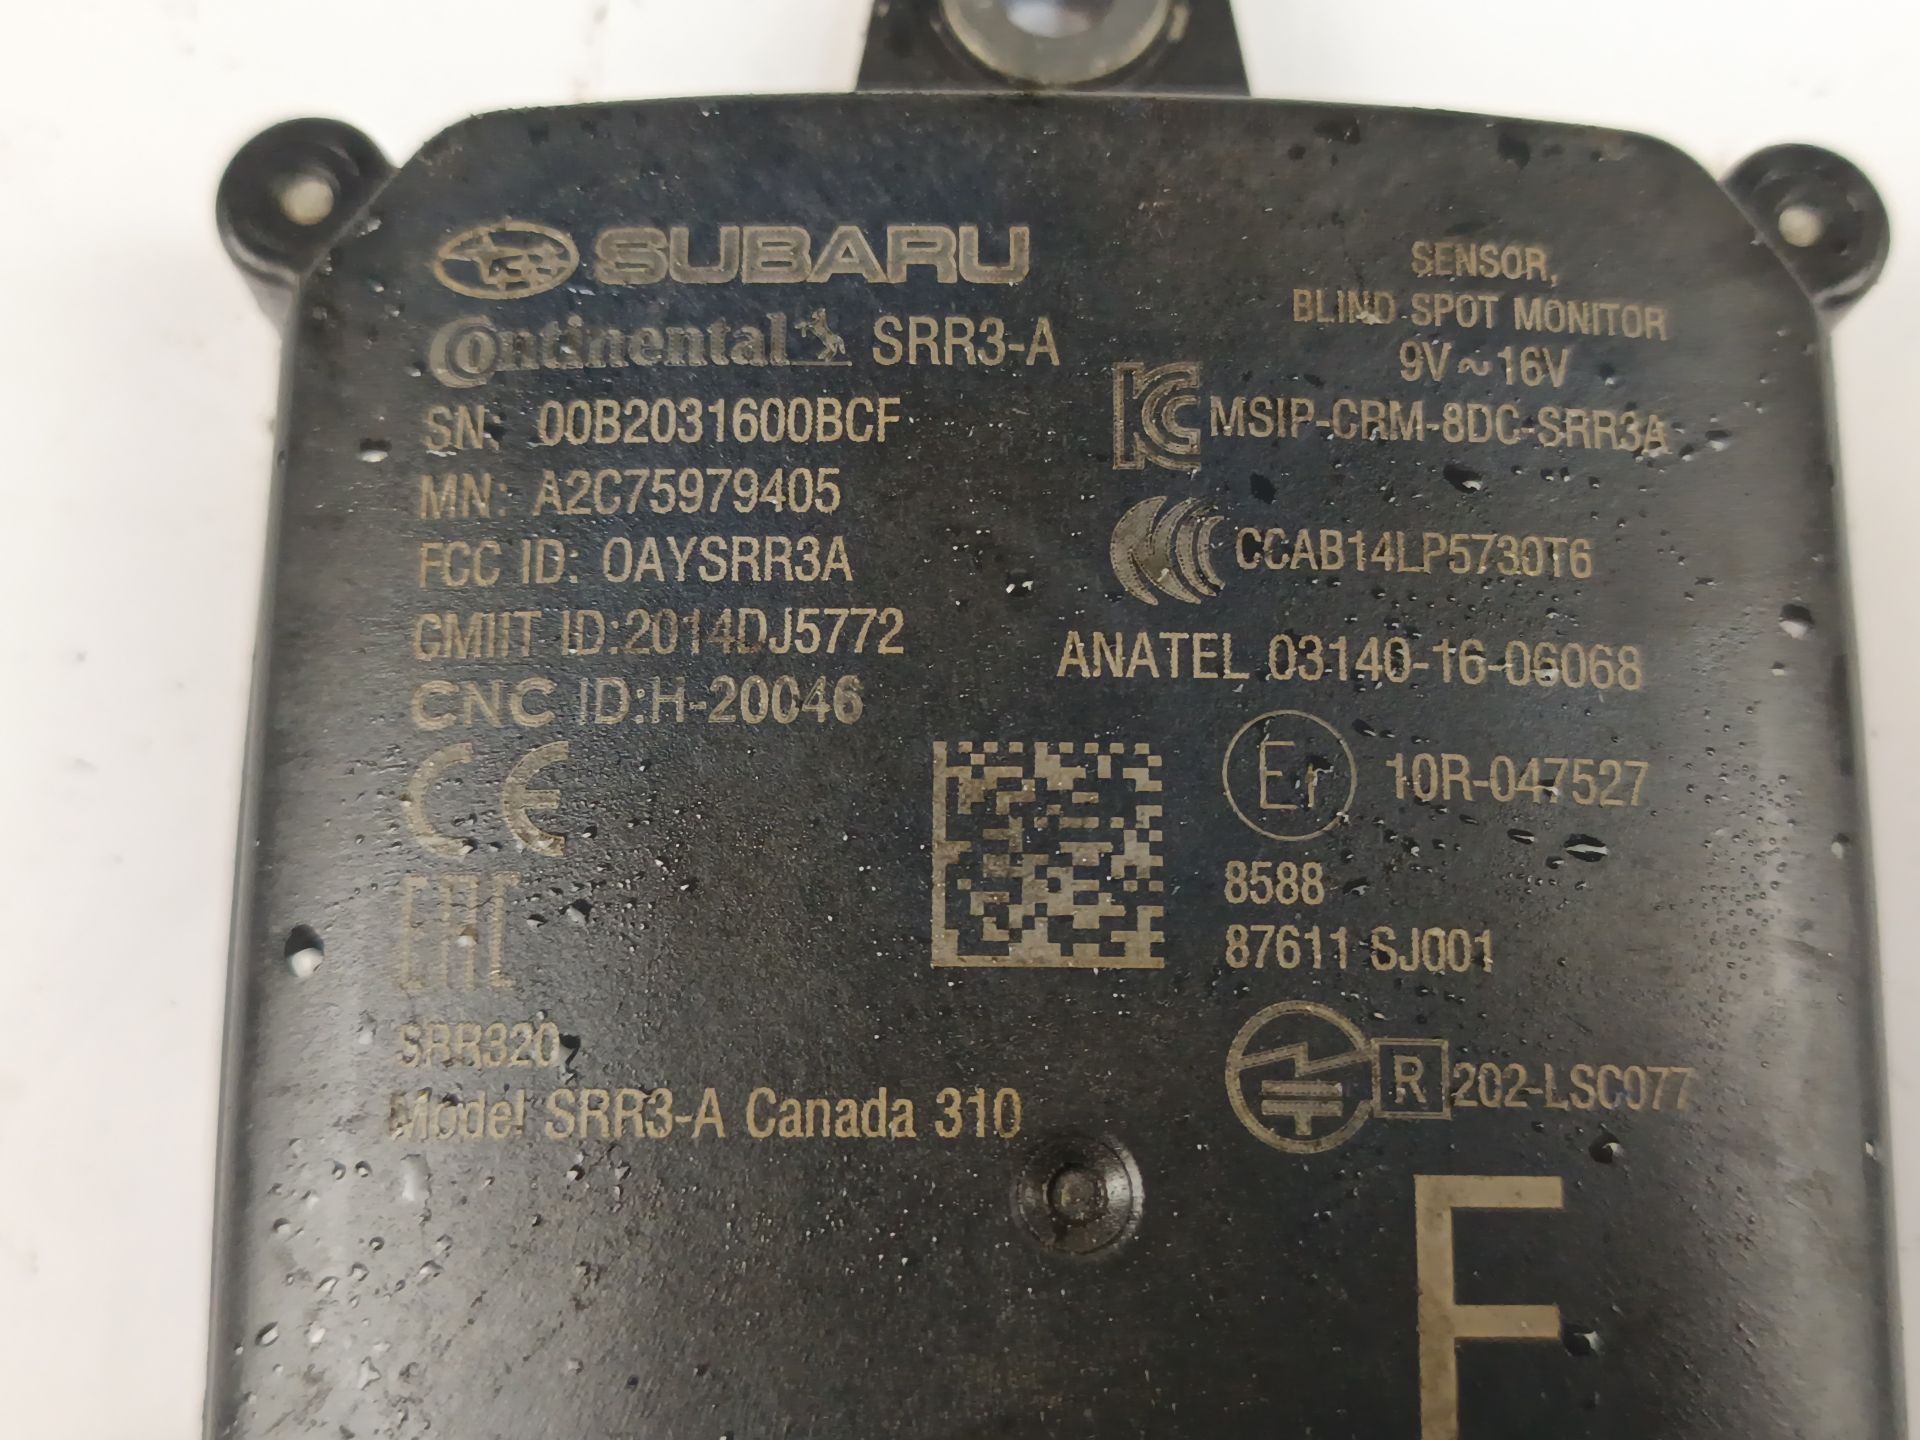 SUBARU
Continental SRR3-A
SN: 00B2031600BCF
MN: A2C75979405
FCC ID: OAYSRR3A
CMIIT ID:2014DJ5772
CNC ID:H-20046
CE
EAC
SRR320
Model SRR3-A Canada 310
SENSOR,
BLIND SPOT MONITOR
9V~16V
KC MSIP-CRM-8DC-SRR3A
CCAB14LP5730T6
ANATEL 03140-16-06068
E1 10R-047527
8588
87611 SJ001
R 202-LSC077
F